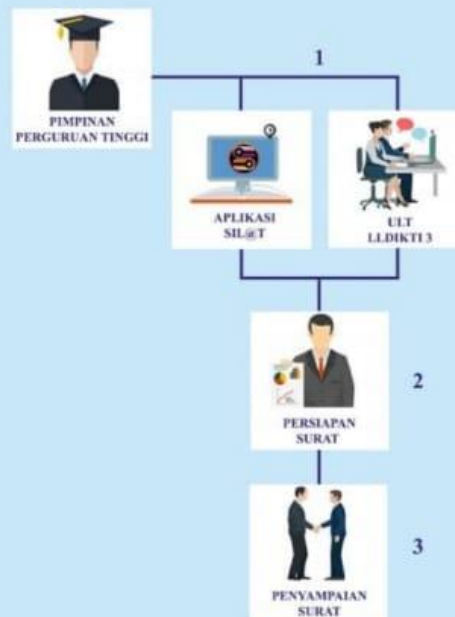 1
PIMPINAN
PERGURUAN TINGGI
APLIKASI
SIL@T
ULT
LLDIKTI 3
2
PERSIAPAN
SURAT
3
PENYAMPAIAN
SURAT